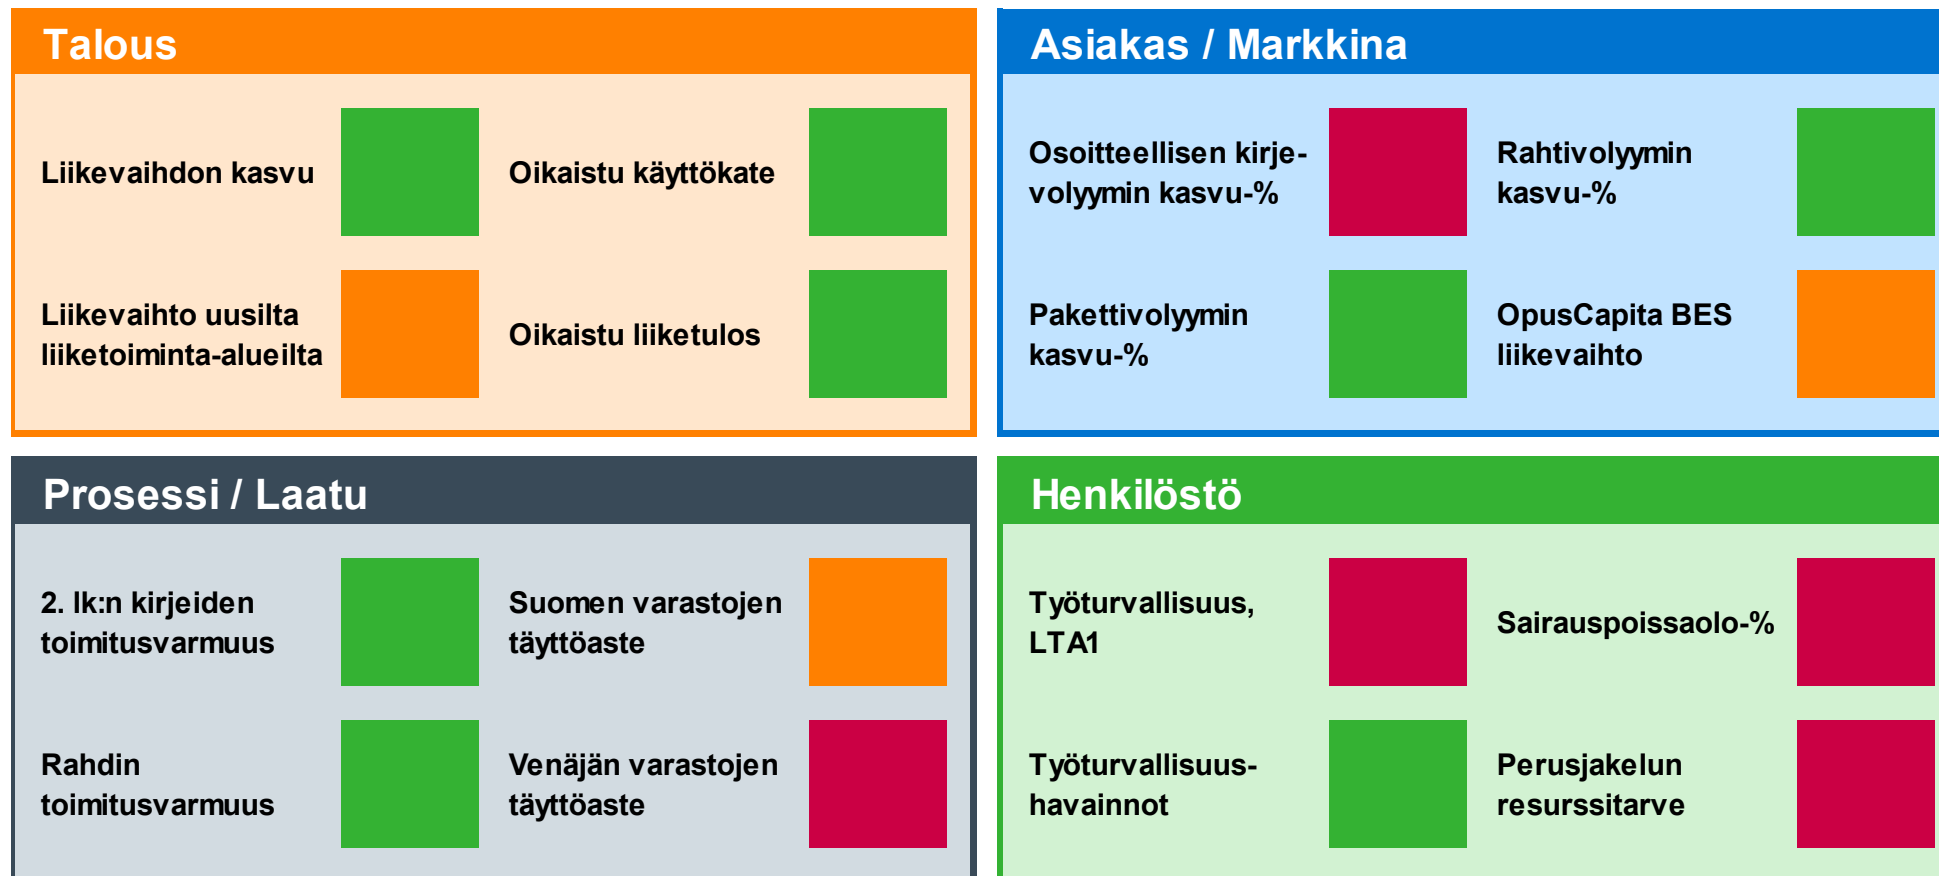 Talous
Liikevaihdon kasvu
Oikaistu käyttökate
Liikevaihto uusilta
liiketoiminta-alueilta
Oikaistu liiketulos
Asiakas / Markkina
Osoitteellisen kirje-
volyymin kasvu-%
Rahtivolyymin
kasvu-%
Pakettivolyymin
kasvu-%
OpusCapita BES
liikevaihto
Prosessi / Laatu
2. lk:n kirjeiden
toimitusvarmuus
Suomen varastojen
täyttöaste
Rahdin
toimitusvarmuus
Venäjän varastojen
täyttöaste
Henkilöstö
Työturvallisuus,
LTA1
Sairauspoissaolo-%
Työturvallisuus-
havainnot
Perusjakelun
resurssitarve